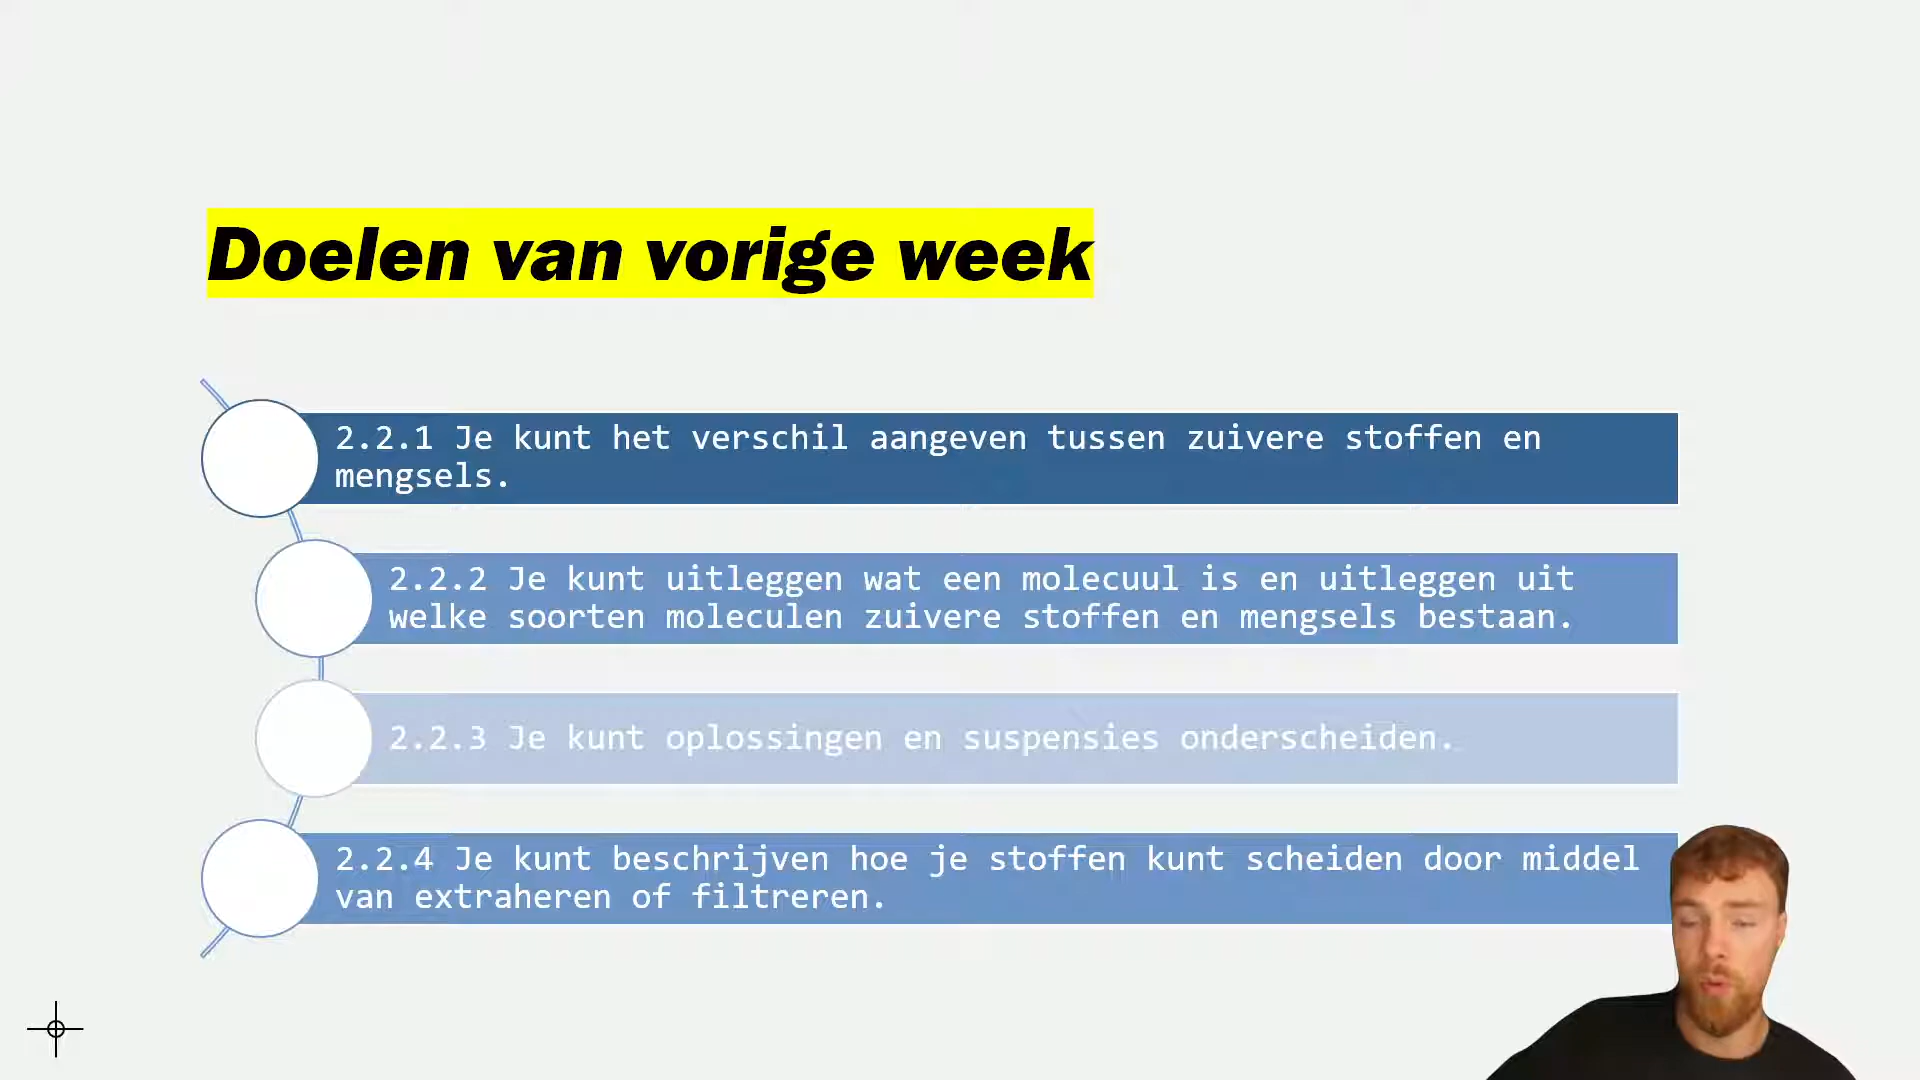 Doelen van vorige week
2.2.1 Je kunt het verschil aangeven tussen zuivere stoffen en
mengsels.
2.2.2 Je kunt uitleggen wat een molecuul is en uitleggen uit
welke soorten moleculen zuivere stoffen en mengsels bestaan.
2.2.3 Je kunt oplossingen en suspensies onderscheiden.
2.2.4 Je kunt beschrijven hoe je stoffen kunt scheiden door middel
van extraheren of filtreren.